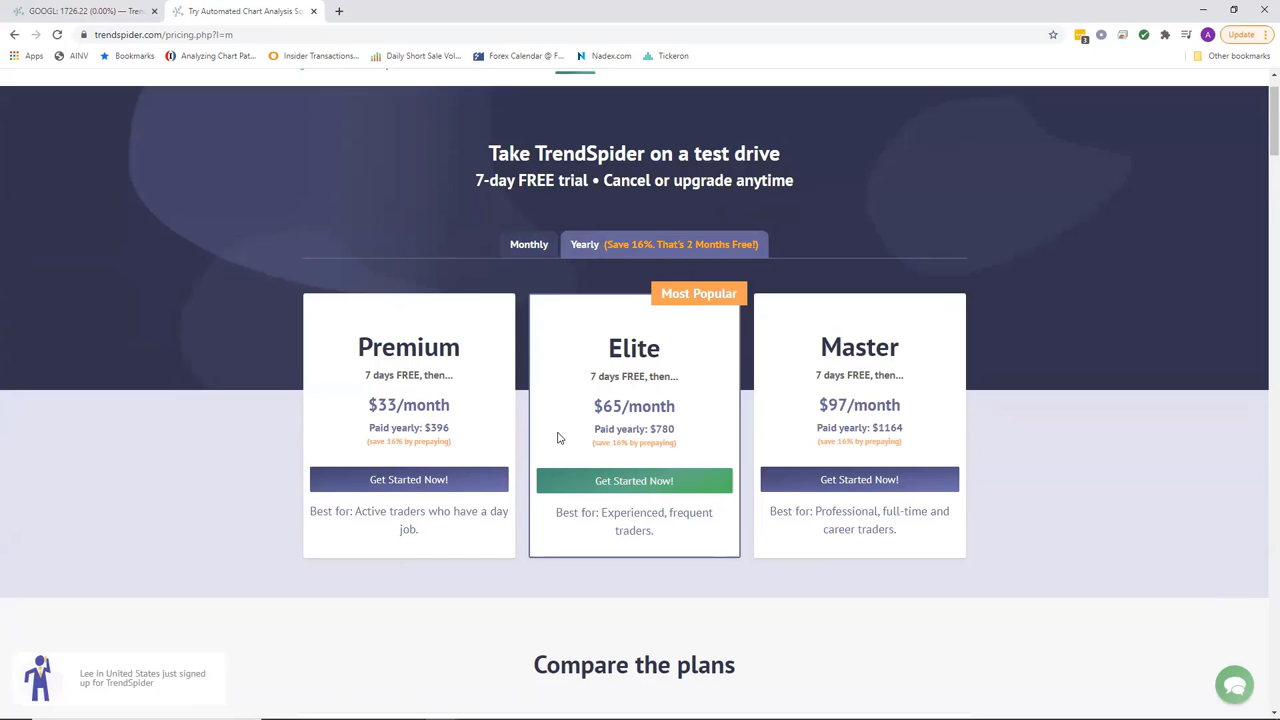 GOOGL: 1726.22 (0.00%) — Trend
Try Automated Chart Analysis So
trendspider.com/pricing.php?l=m
3
A
Update
Apps
AINV
Bookmarks
Analyzing Chart Pat...
Insider Transactions...
Daily Short Sale Vol...
Forex Calendar @ F...
Nadex.com
Tickeron
Other bookmarks
Take TrendSpider on a test drive
7-day FREE trial • Cancel or upgrade anytime
Monthly
Yearly (Save 16%. That's 2 Months Free!)
Most Popular
Premium
7 days FREE, then...
$33/month
Paid yearly: $396
(save 16% by prepaying)
Get Started Now!
Best for: Active traders who have a day
job.
Elite
7 days FREE, then...
$65/month
Paid yearly: $780
(save 16% by prepaying)
Get Started Now!
Best for: Experienced, frequent
traders.
Master
7 days FREE, then...
$97/month
Paid yearly: $1164
(save 16% by prepaying)
Get Started Now!
Best for: Professional, full-time and
career traders.
Compare the plans
Lee in United States just signed
up for TrendSpider